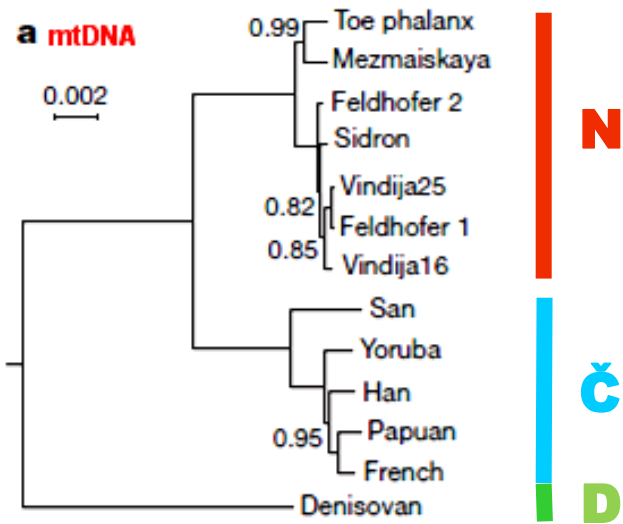 a mtDNA
0.99
Toe phalanx
Mezmaiskaya
0.002
Feldhofer 2
N
Sidron
Vindija25
0.82
Feldhofer 1
0.85
Vindija16
San
Yoruba
Han
Č
0.95
Papuan
French
Denisovan
D